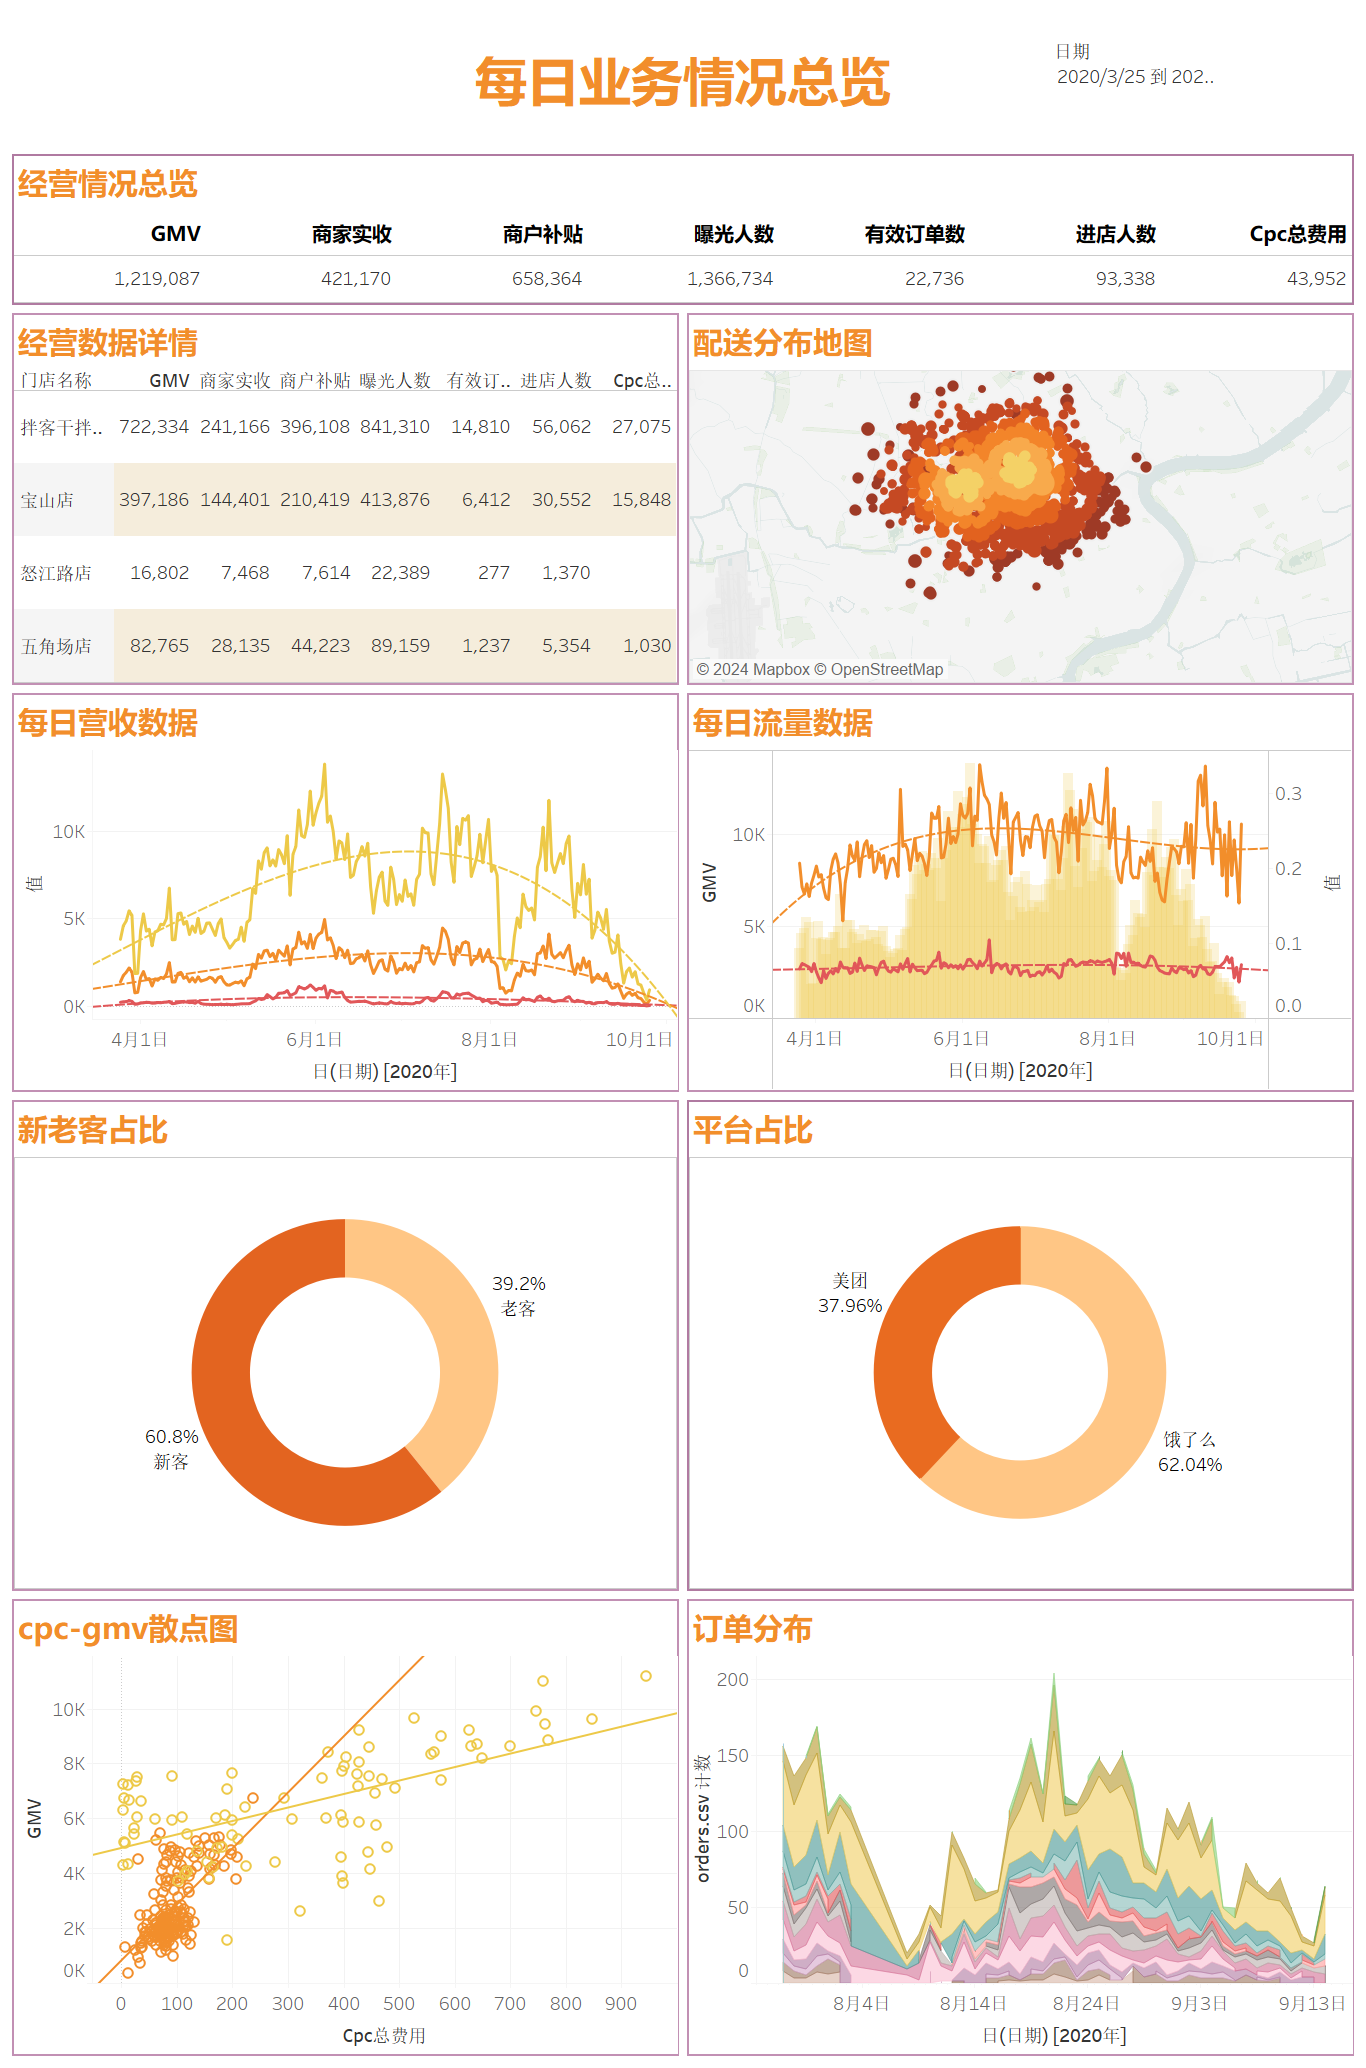 每日业务情况总览
日期
2020/3/25 到 202..
经营情况总览
GMV 商家实收 商户补贴 曝光人数 有效订单数 进店人数 Cpc总费用
1,219,087 421,170 658,364 1,366,734 22,736 93,338 43,952
经营数据详情
门店名称 GMV 商家实收 商户补贴 曝光人数 有效订.. 进店人数 Cpc总..
拌客干拌.. 722,334 241,166 396,108 841,310 14,810 56,062 27,075
宝山店 397,186 144,401 210,419 413,876 6,412 30,552 15,848
怒江路店 16,802 7,468 7,614 22,389 277 1,370
五角场店 82,765 28,135 44,223 89,159 1,237 5,354 1,030
配送分布地图
© 2024 Mapbox © OpenStreetMap
每日营收数据
10K
5K
0K
值
4月1日 6月1日 8月1日 10月1日
日(日期) [2020年]
每日流量数据
10K
5K
0K
GMV
0.3
0.2
0.1
0.0
值
4月1日 6月1日 8月1日 10月1日
日(日期) [2020年]
新老客占比
39.2%
老客
60.8%
新客
平台占比
美团
37.96%
饿了么
62.04%
cpc-gmv散点图
10K
8K
6K
4K
2K
0K
GMV
0 100 200 300 400 500 600 700 800 900
Cpc总费用
订单分布
200
150
100
50
0
orders.csv 计数
8月4日 8月14日 8月24日 9月3日 9月13日
日(日期) [2020年]